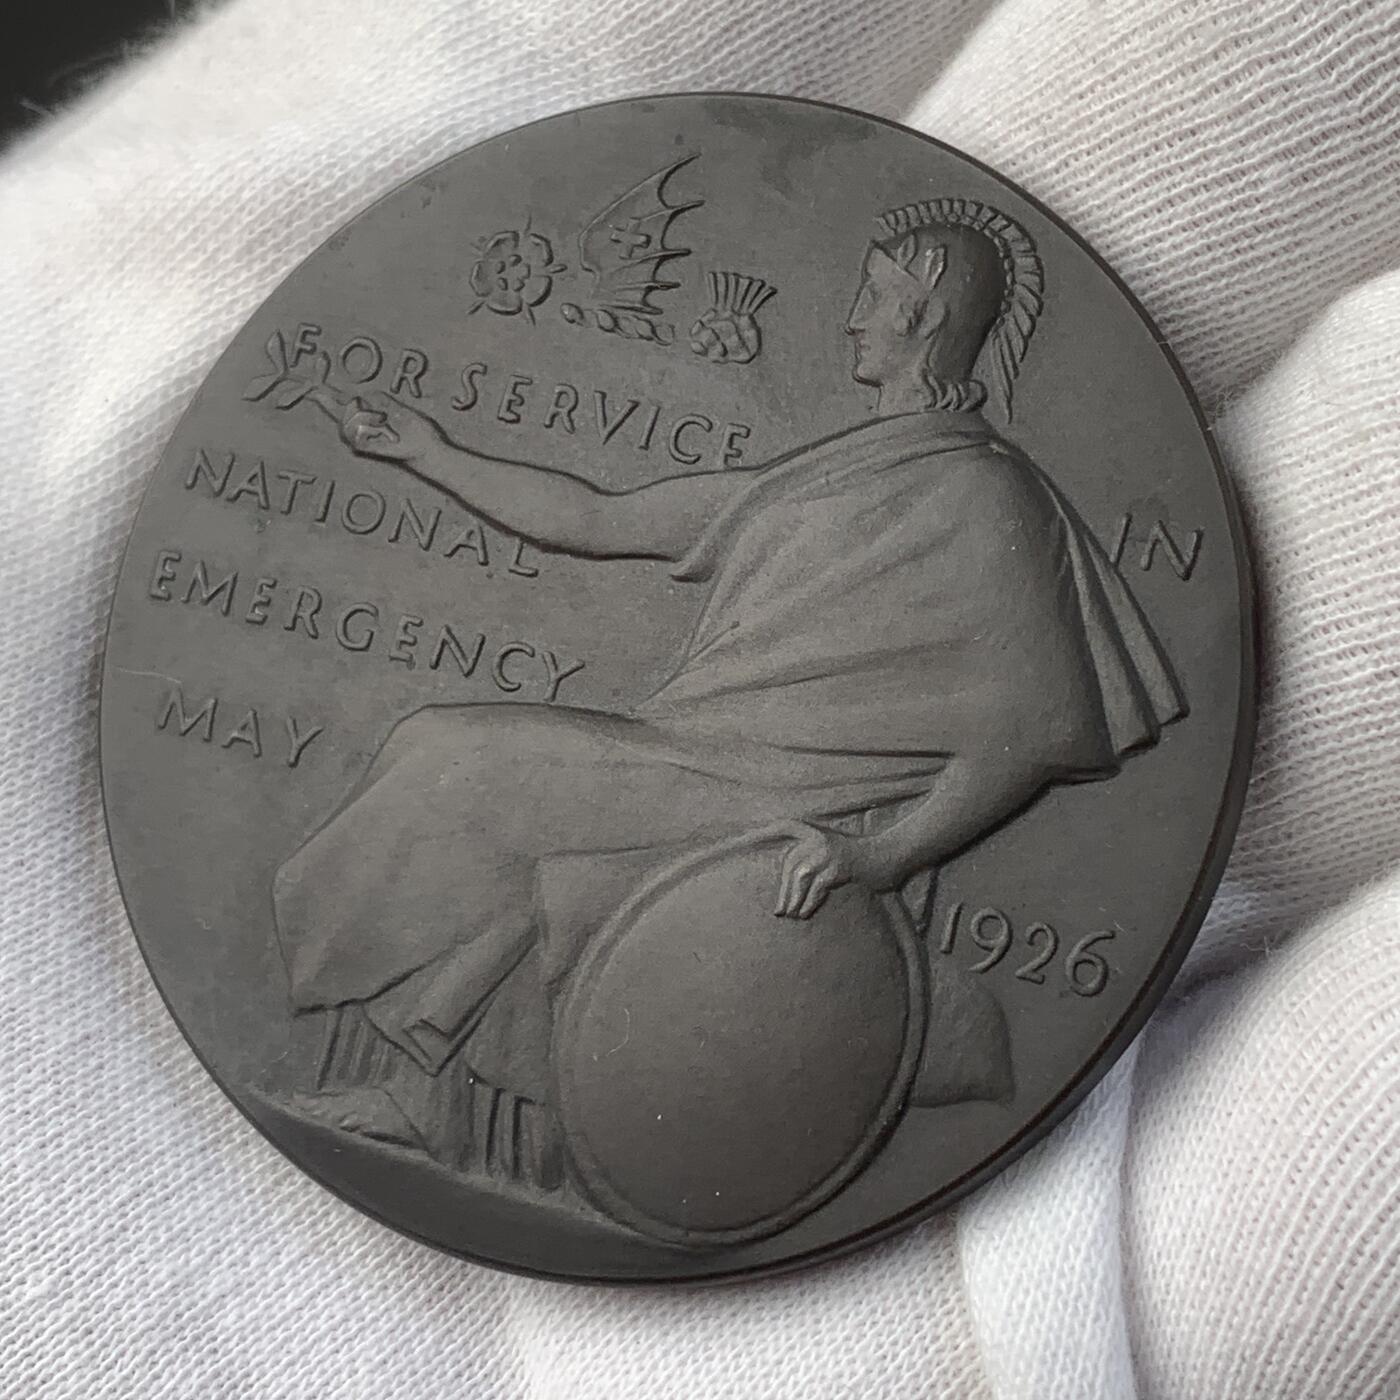 FOR SERVICE
IN
NATIONAL
EMERGENCY
MAY
1926